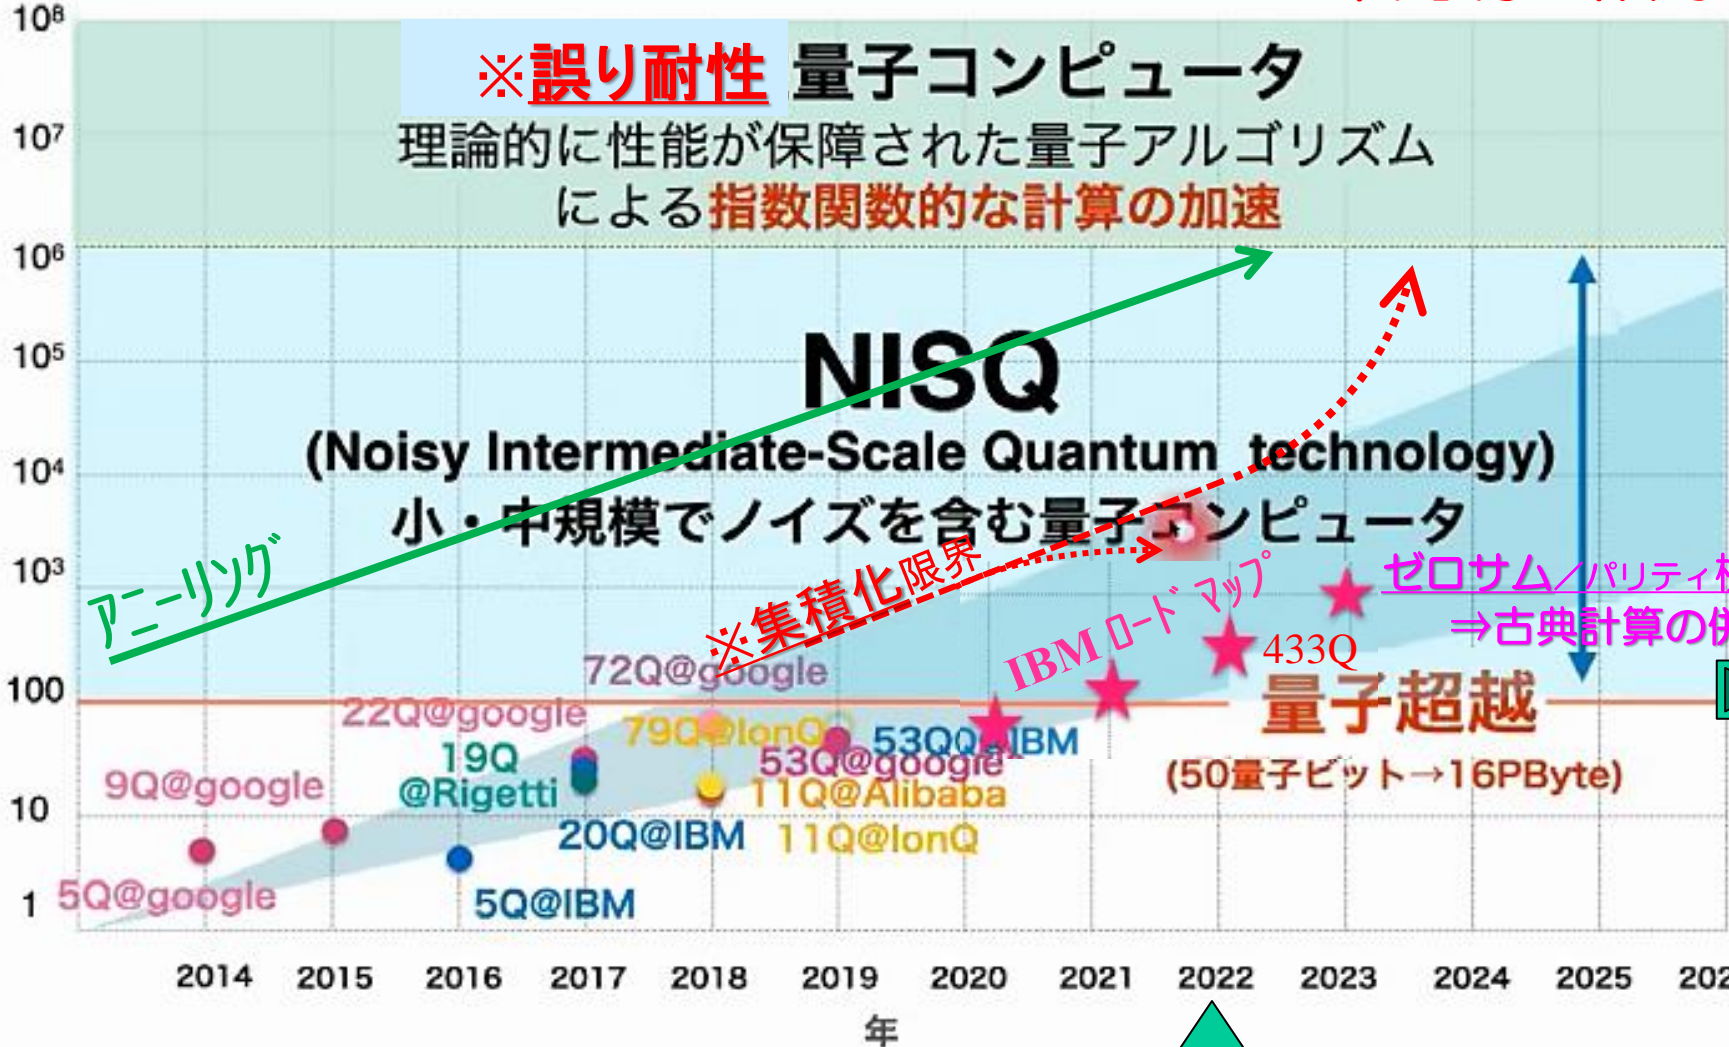 10⁸
※誤り耐性 量子コンピュータ
10⁷
理論的に性能が保障された量子アルゴリズム
による指数関数的な計算の加速
10⁶
10⁵
NISQ
(Noisy Intermediate-Scale Quantum technology)
10⁴
小・中規模でノイズを含む量子コンピュータ
アニーリング
10³
※集積化限界
IBM ロードマップ
ゼロサム／パリティ
⇒古典計算の
433Q
100
72Q@google
量子超越
22Q@google
79Q@IonQ
19Q
@Rigetti
53QQ@IBM
53Q@google
(50量子ビット→16PByte)
9Q@google
11Q@Alibaba
10
20Q@IBM
11Q@IonQ
1
5Q@google
5Q@IBM
2014 2015 2016 2017 2018 2019 2020 2021 2022 2023 2024 2025
年